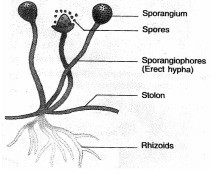 Sporangium
Spores
Sporangiophores
(Erect hypha)
Stolon
Rhizoids